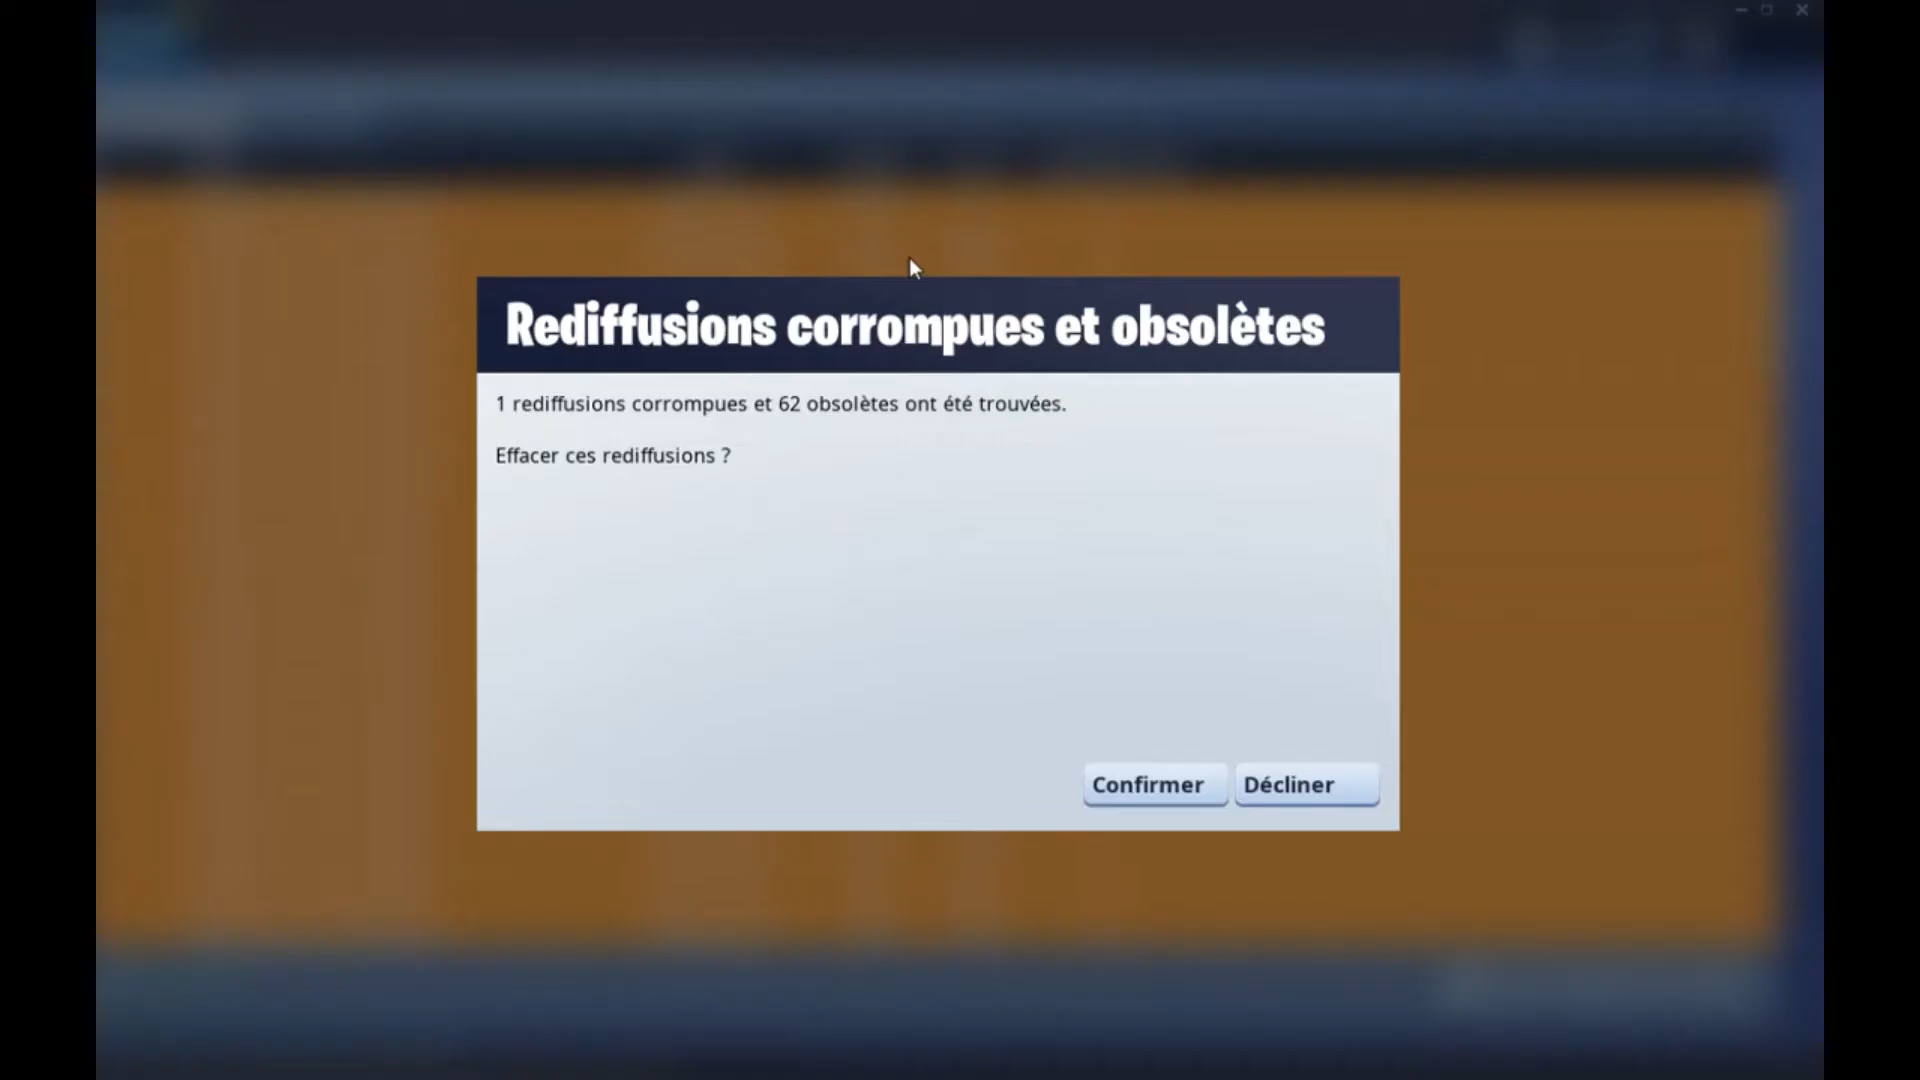 Rediffusions corrompues et obsolètes
1 rediffusions corrompues et 62 obsolètes ont été trouvées.
Effacer ces rediffusions ?
Confirmer
Décliner